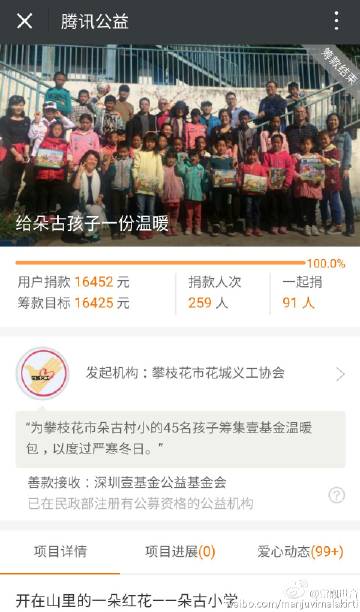 腾讯公益
筹款结束
给朵古孩子一份温暖
100.0%
用户捐款 16452 元
捐款人次
一起捐
筹款目标 16425 元
259 人
91 人
发起机构：攀枝花市花城义工协会
“为攀枝花市朵古村小的45名孩子筹集壹基金温暖
包，以度过严寒冬日。”
善款接收：深圳壹基金公益基金会
已在民政部注册有公募资格的公益机构
项目详情
项目进展(0)
爱心动态(99+)
开在山里的一朵红花——朵古小学
weibo.com/manjuvimalakirti